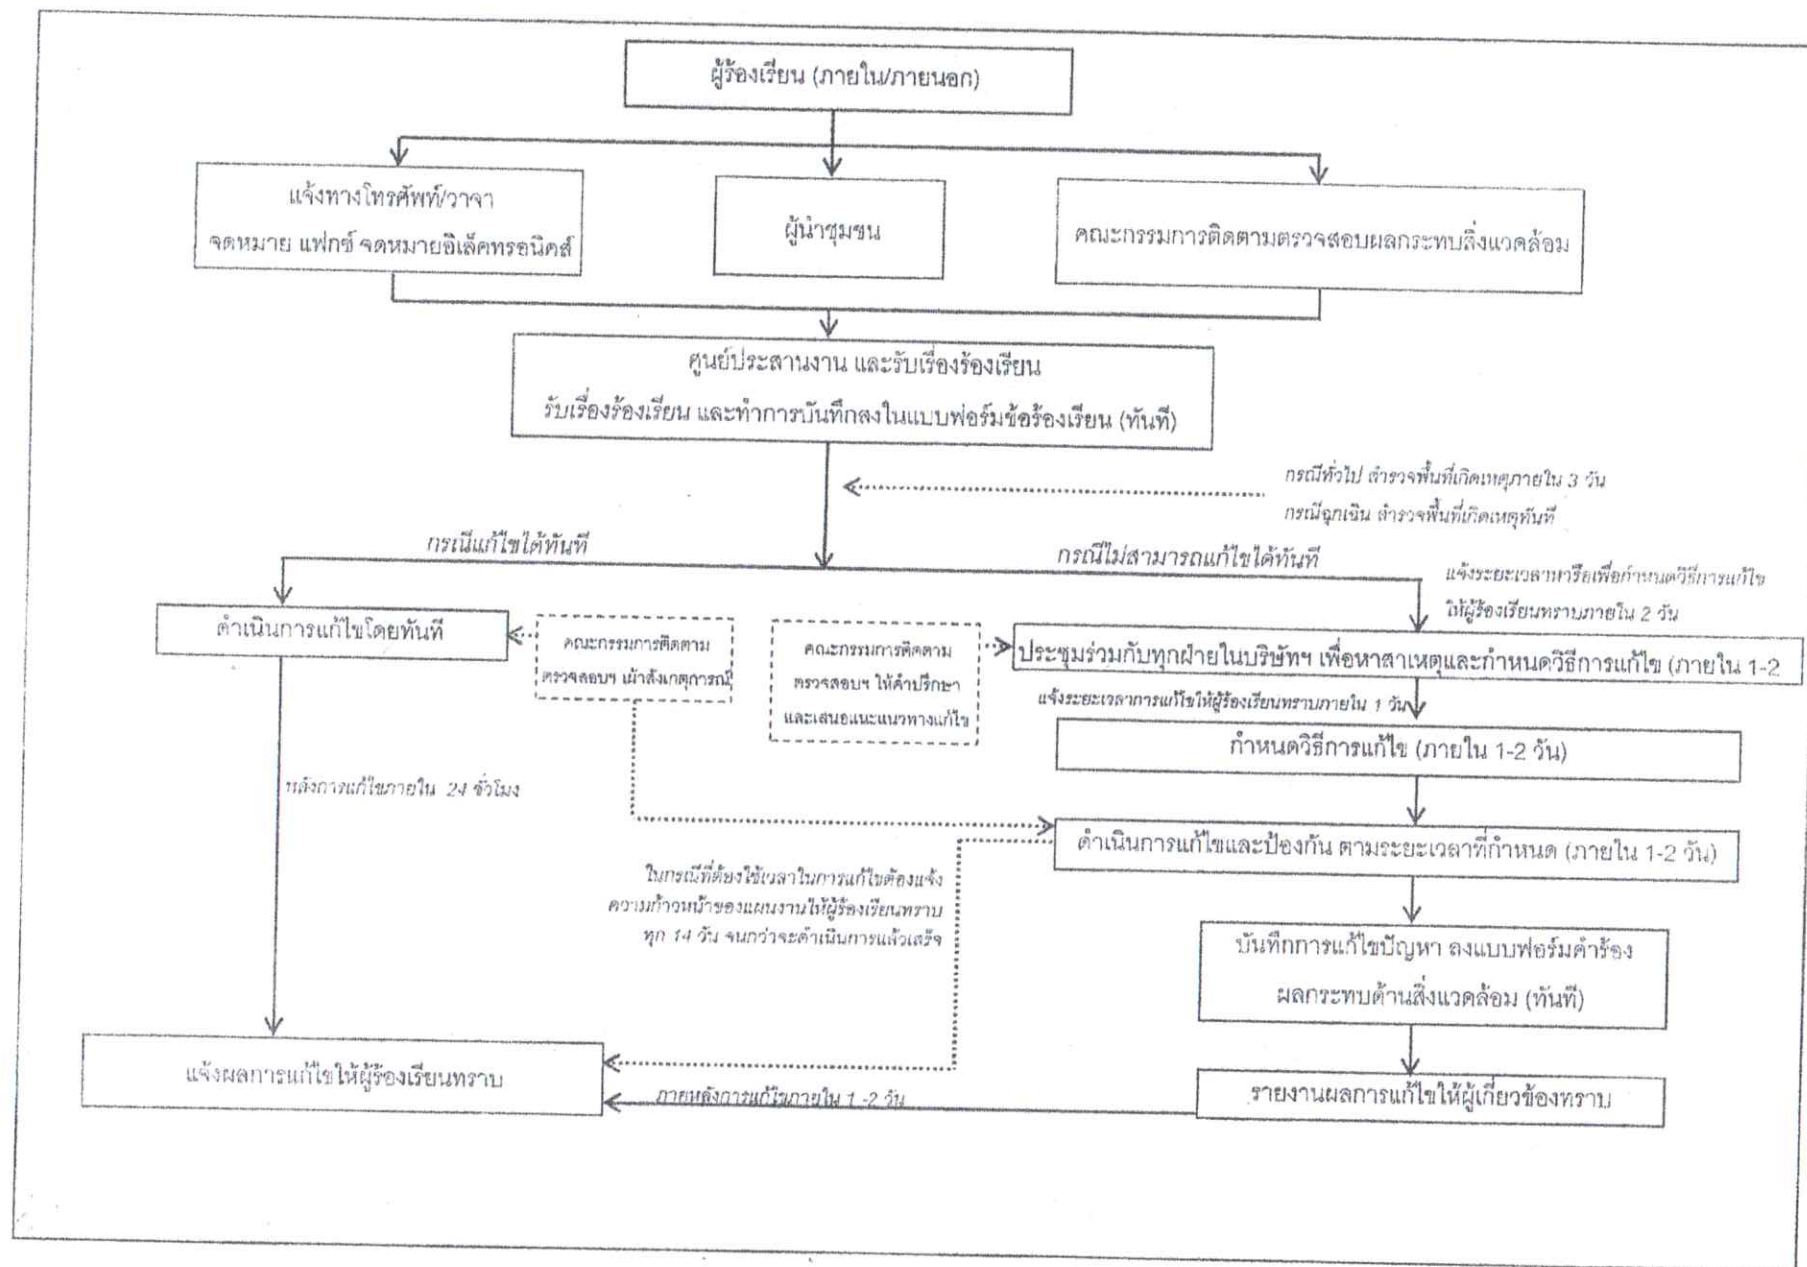 ผู้ร้องเรียน (ภายใน/ภายนอก)
แจ้งทางโทรศัพท์/วาจา
จดหมาย แฟกซ์ จดหมายอิเล็คทรอนิคส์
ผู้นำชุมชน
คณะกรรมการติดตามตรวจสอบผลกระทบสิ่งแวดล้อม
ศูนย์ประสานงาน และรับเรื่องร้องเรียน
รับเรื่องร้องเรียน และทำการบันทึกลงในแบบฟอร์มข้อร้องเรียน (ทันที)
กรณีทั่วไป สำรวจพื้นที่เกิดเหตุภายใน 3 วัน
กรณีฉุกเฉิน สำรวจพื้นที่เกิดเหตุทันที
กรณีแก้ไขได้ทันที
กรณีไม่สามารถแก้ไขได้ทันที
แจ้งระยะเวลาหารือเพื่อกำหนดวิธีการแก้ไข
ให้ผู้ร้องเรียนทราบภายใน 2 วัน
ดำเนินการแก้ไขโดยทันที
คณะกรรมการติดตาม
ตรวจสอบฯ เฝ้าสังเกตุการณ์
คณะกรรมการติดตาม
ตรวจสอบฯ ให้คำปรึกษา
และเสนอแนะแนวทางแก้ไข
ประชุมร่วมกับทุกฝ่ายในบริษัทฯ เพื่อหาสาเหตุและกำหนดวิธีการแก้ไข (ภายใน 1-2
แจ้งระยะเวลาการแก้ไขให้ผู้ร้องเรียนทราบภายใน 1 วัน
กำหนดวิธีการแก้ไข (ภายใน 1-2 วัน)
หลังการแก้ไขภายใน 24 ชั่วโมง
ดำเนินการแก้ไขและป้องกัน ตามระยะเวลาที่กำหนด (ภายใน 1-2 วัน)
ในกรณีที่ต้องใช้เวลาในการแก้ไขต้องแจ้ง
ความก้าวหน้าของแผนงานให้ผู้ร้องเรียนทราบ
ทุก 14 วัน จนกว่าจะดำเนินการแล้วเสร็จ
บันทึกการแก้ไขปัญหา ลงแบบฟอร์มคำร้อง
ผลกระทบด้านสิ่งแวดล้อม (ทันที)
แจ้งผลการแก้ไขให้ผู้ร้องเรียนทราบ
ภายหลังการแก้ไขภายใน 1 -2 วัน
รายงานผลการแก้ไขให้ผู้เกี่ยวข้องทราบ